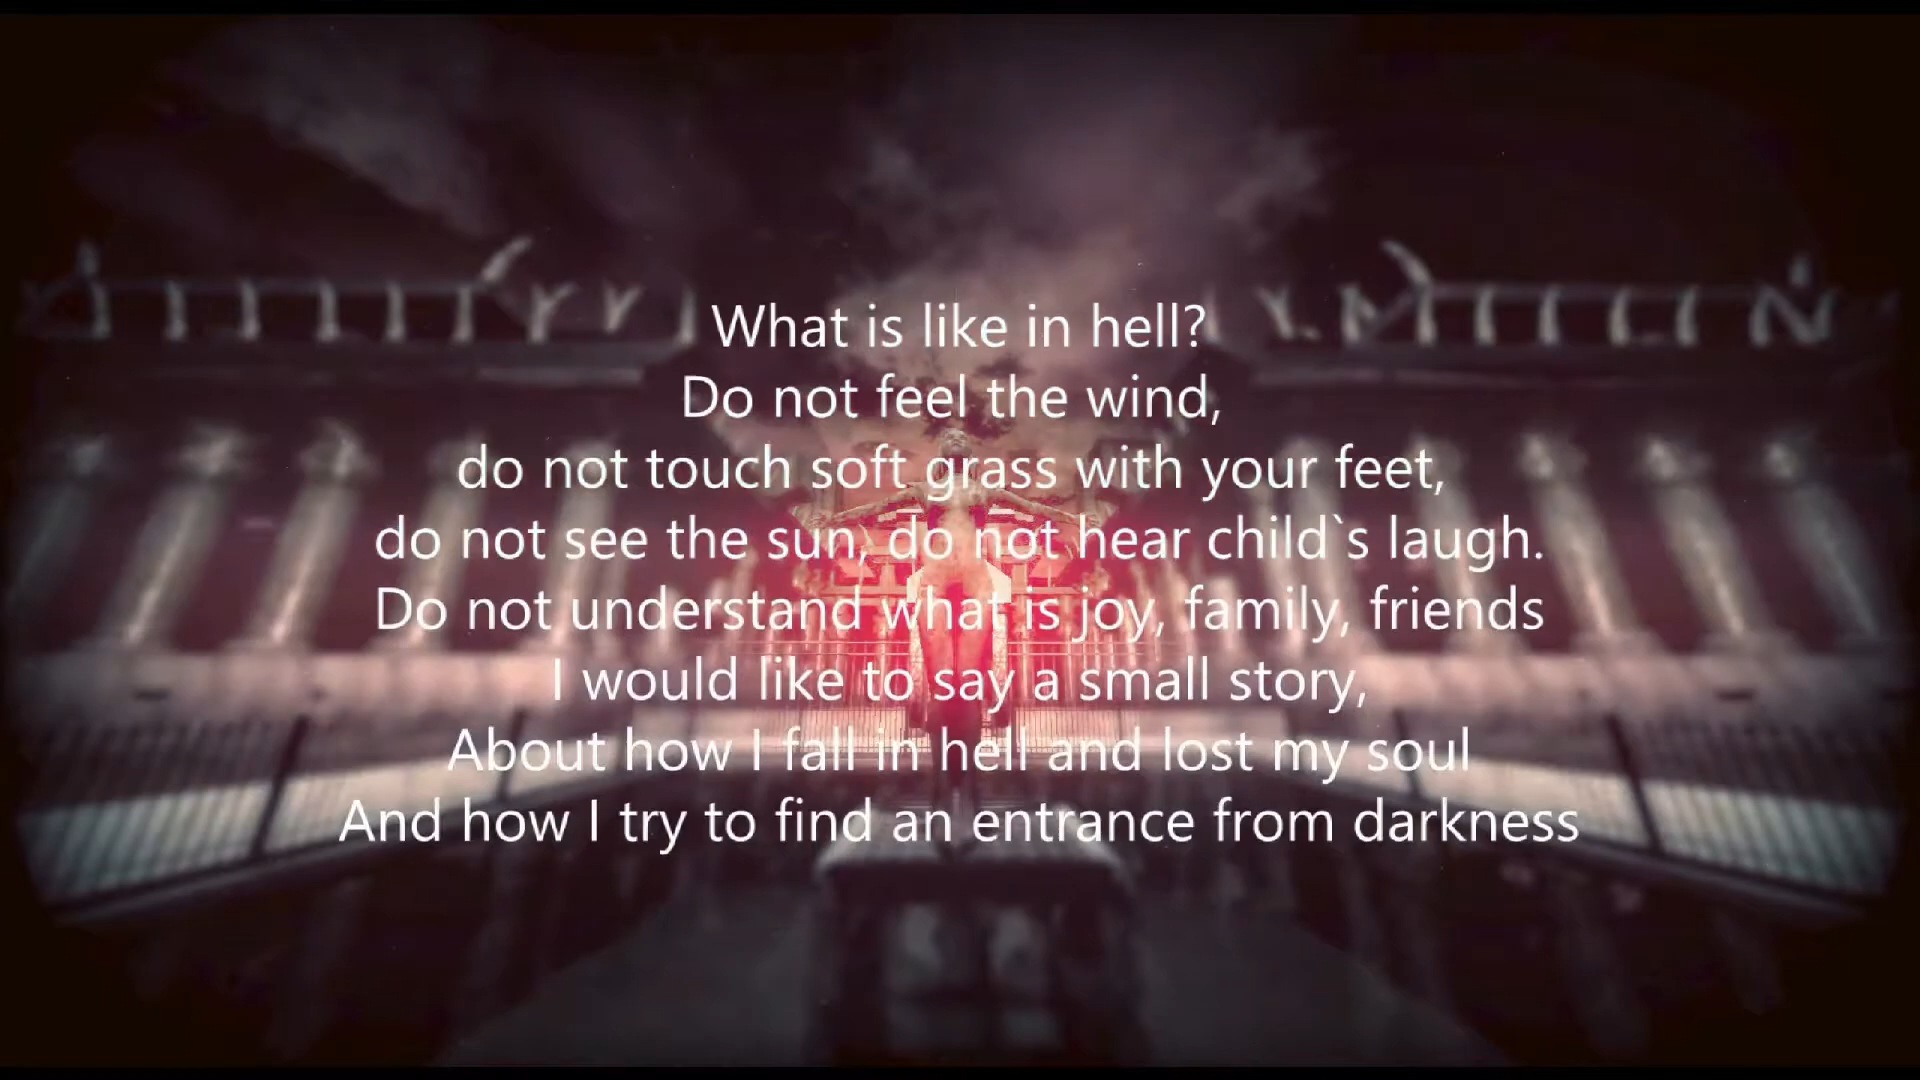 What is like in hell?
Do not feel the wind,
do not touch soft grass with your feet,
do not see the sun, do not hear child`s laugh.
Do not understand what is joy, family, friends
I would like to say a small story,
About how I fall in hell and lost my soul
And how I try to find an entrance from darkness